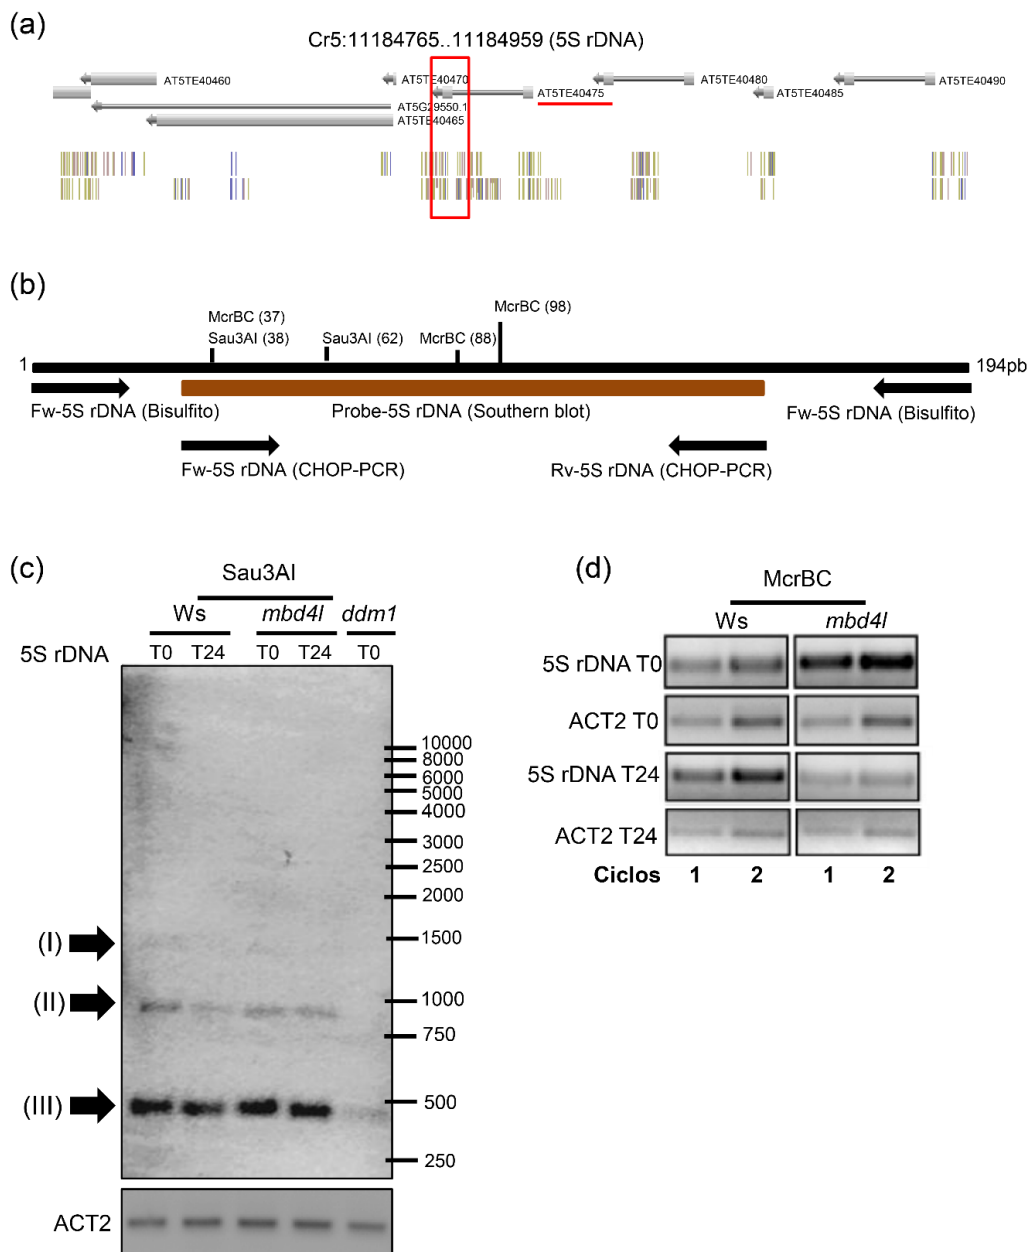 (a)
Cr5:11184765..11184959 (5S rDNA)
AT5TE40460
AT5TE40470
AT5TE40480
AT5TE40490
AT5TE40475
AT5TE40485
AT5G29550.1
AT5TE40465
(b)
McrBC (98)
McrBC (37)
Sau3AI (38)
Sau3AI (62)
McrBC (88)
1
194pb
Fw-5S rDNA (Bisulfito)
Probe-5S rDNA (Southern blot)
Fw-5S rDNA (Bisulfito)
Fw-5S rDNA (CHOP-PCR)
Rv-5S rDNA (CHOP-PCR)
(c)
Sau3AI
Ws
mbd4l
ddm1
5S rDNA
T0
T24
T0
T24
T0
10000
8000
6000
5000
4000
3000
2500
2000
(I)
1500
(II)
1000
750
(III)
500
250
ACT2
(d)
McrBC
Ws
mbd4l
5S rDNA T0
ACT2 T0
5S rDNA T24
ACT2 T24
Ciclos
1
2
1
2